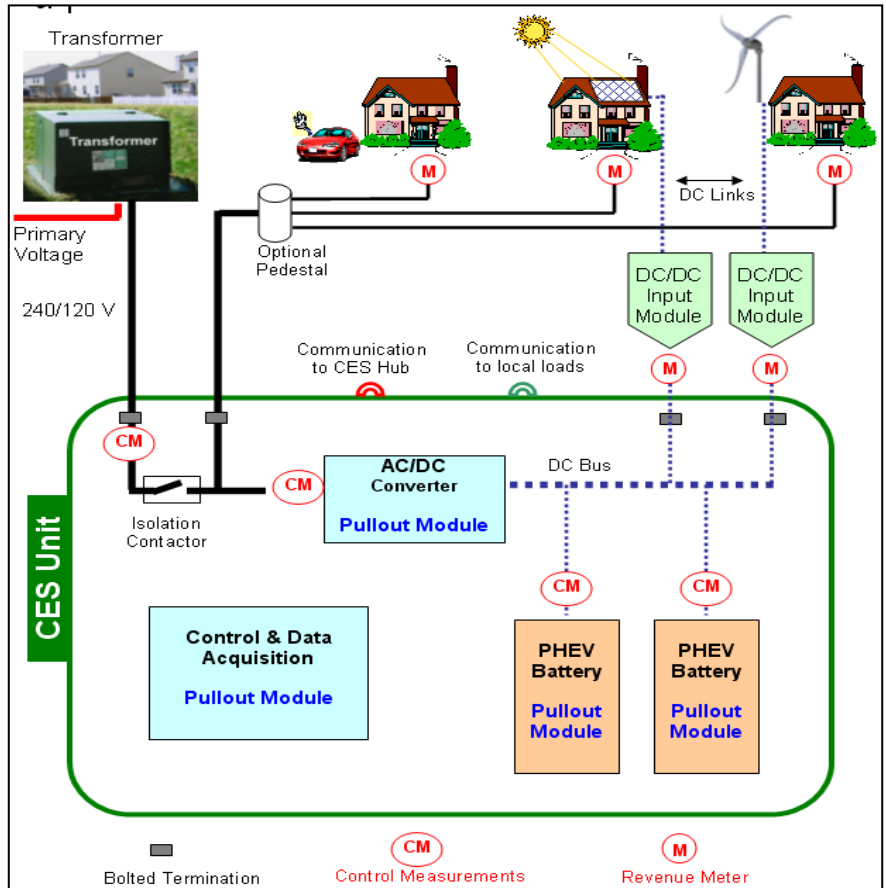 Transformer
Transformer
M
M
M
DC Links
Primary
Voltage
Optional
Pedestal
240/120 V
DC/DC
Input
Module
DC/DC
Input
Module
Communication
to CES Hub
Communication
to local loads
M
M
CM
CM
Isolation
Contactor
AC/DC
Converter
Pullout Module
DC Bus
CES Unit
CM
CM
Control & Data
Acquisition
Pullout Module
PHEV
Battery
Pullout
Module
PHEV
Battery
Pullout
Module
Bolted Termination
CM
Control Measurements
M
Revenue Meter